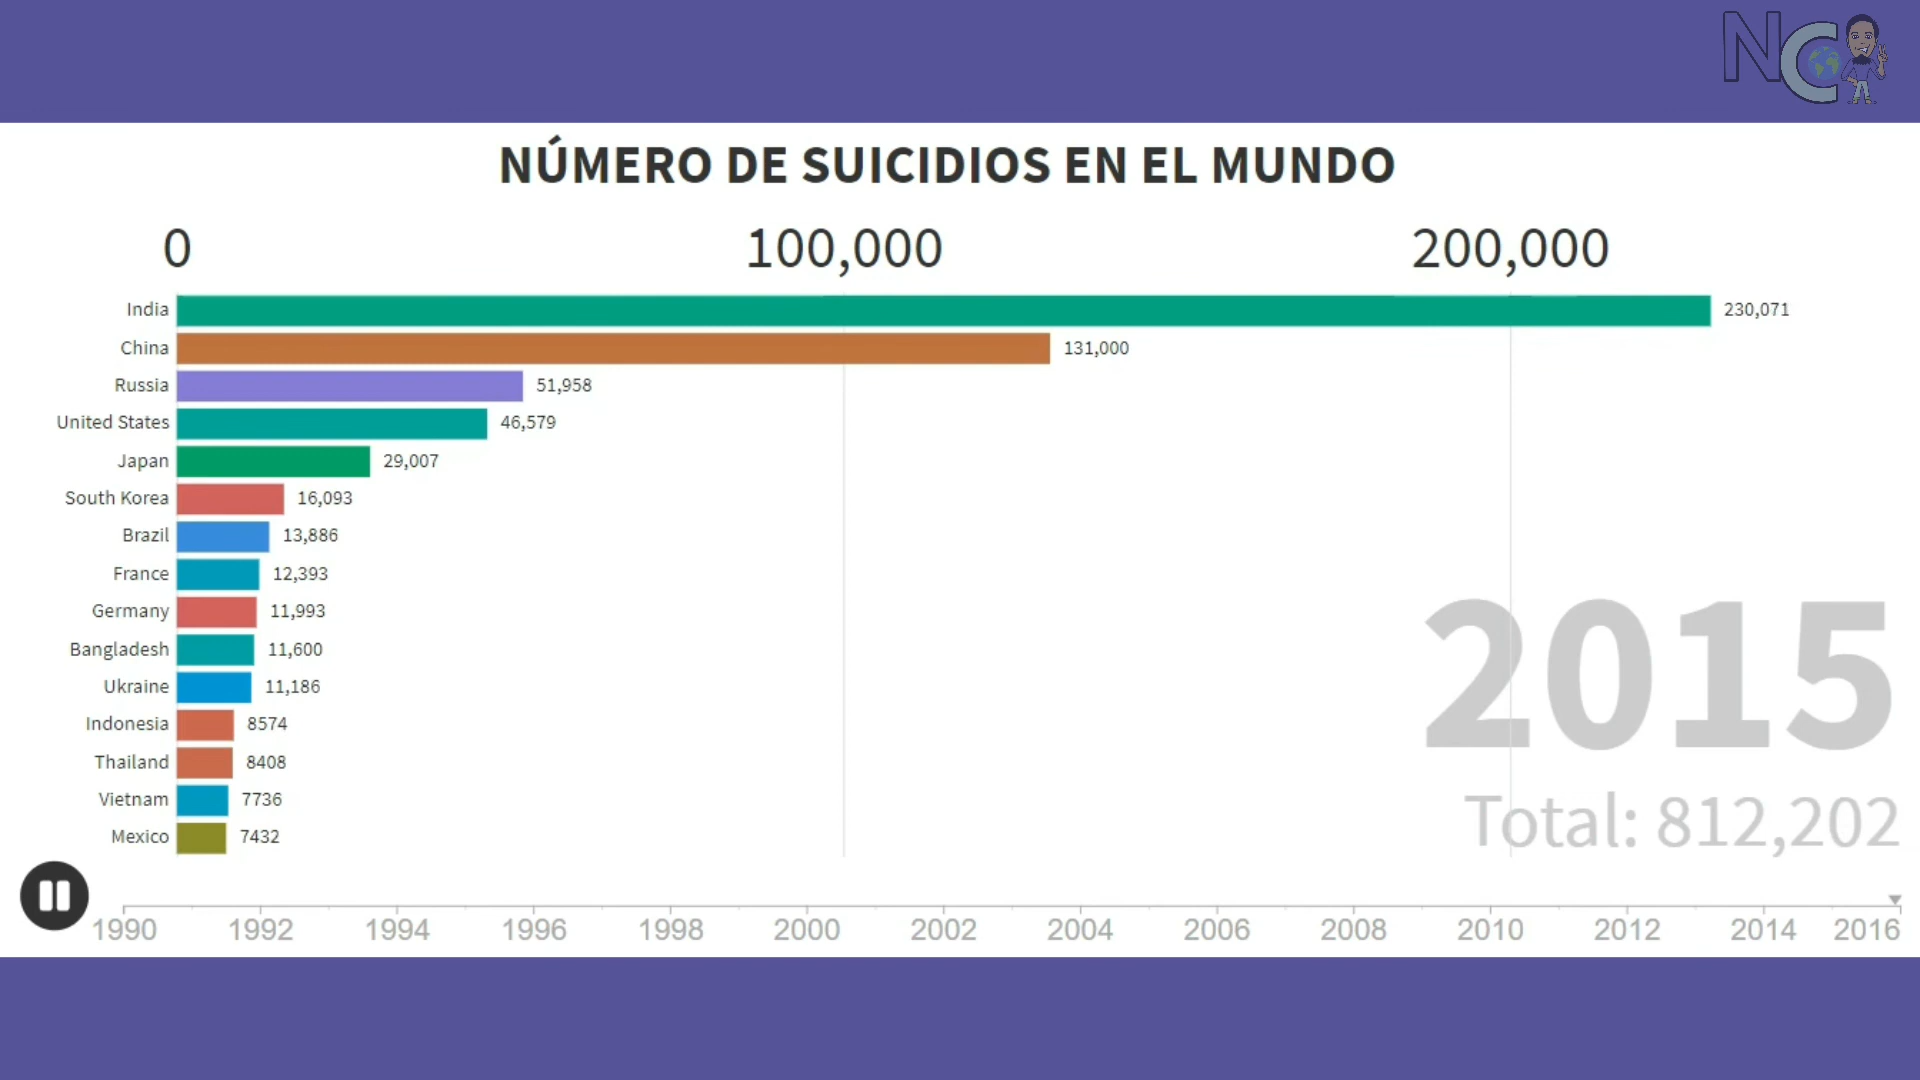 NC
NÚMERO DE SUICIDIOS EN EL MUNDO
0 100,000 200,000
India 230,071
China 131,000
Russia 51,958
United States 46,579
Japan 29,007
South Korea 16,093
Brazil 13,886
France 12,393
Germany 11,993
Bangladesh 11,600
Ukraine 11,186
Indonesia 8574
Thailand 8408
Vietnam 7736
Mexico 7432
2015
Total: 812,202
1990 1992 1994 1996 1998 2000 2002 2004 2006 2008 2010 2012 2014 2016